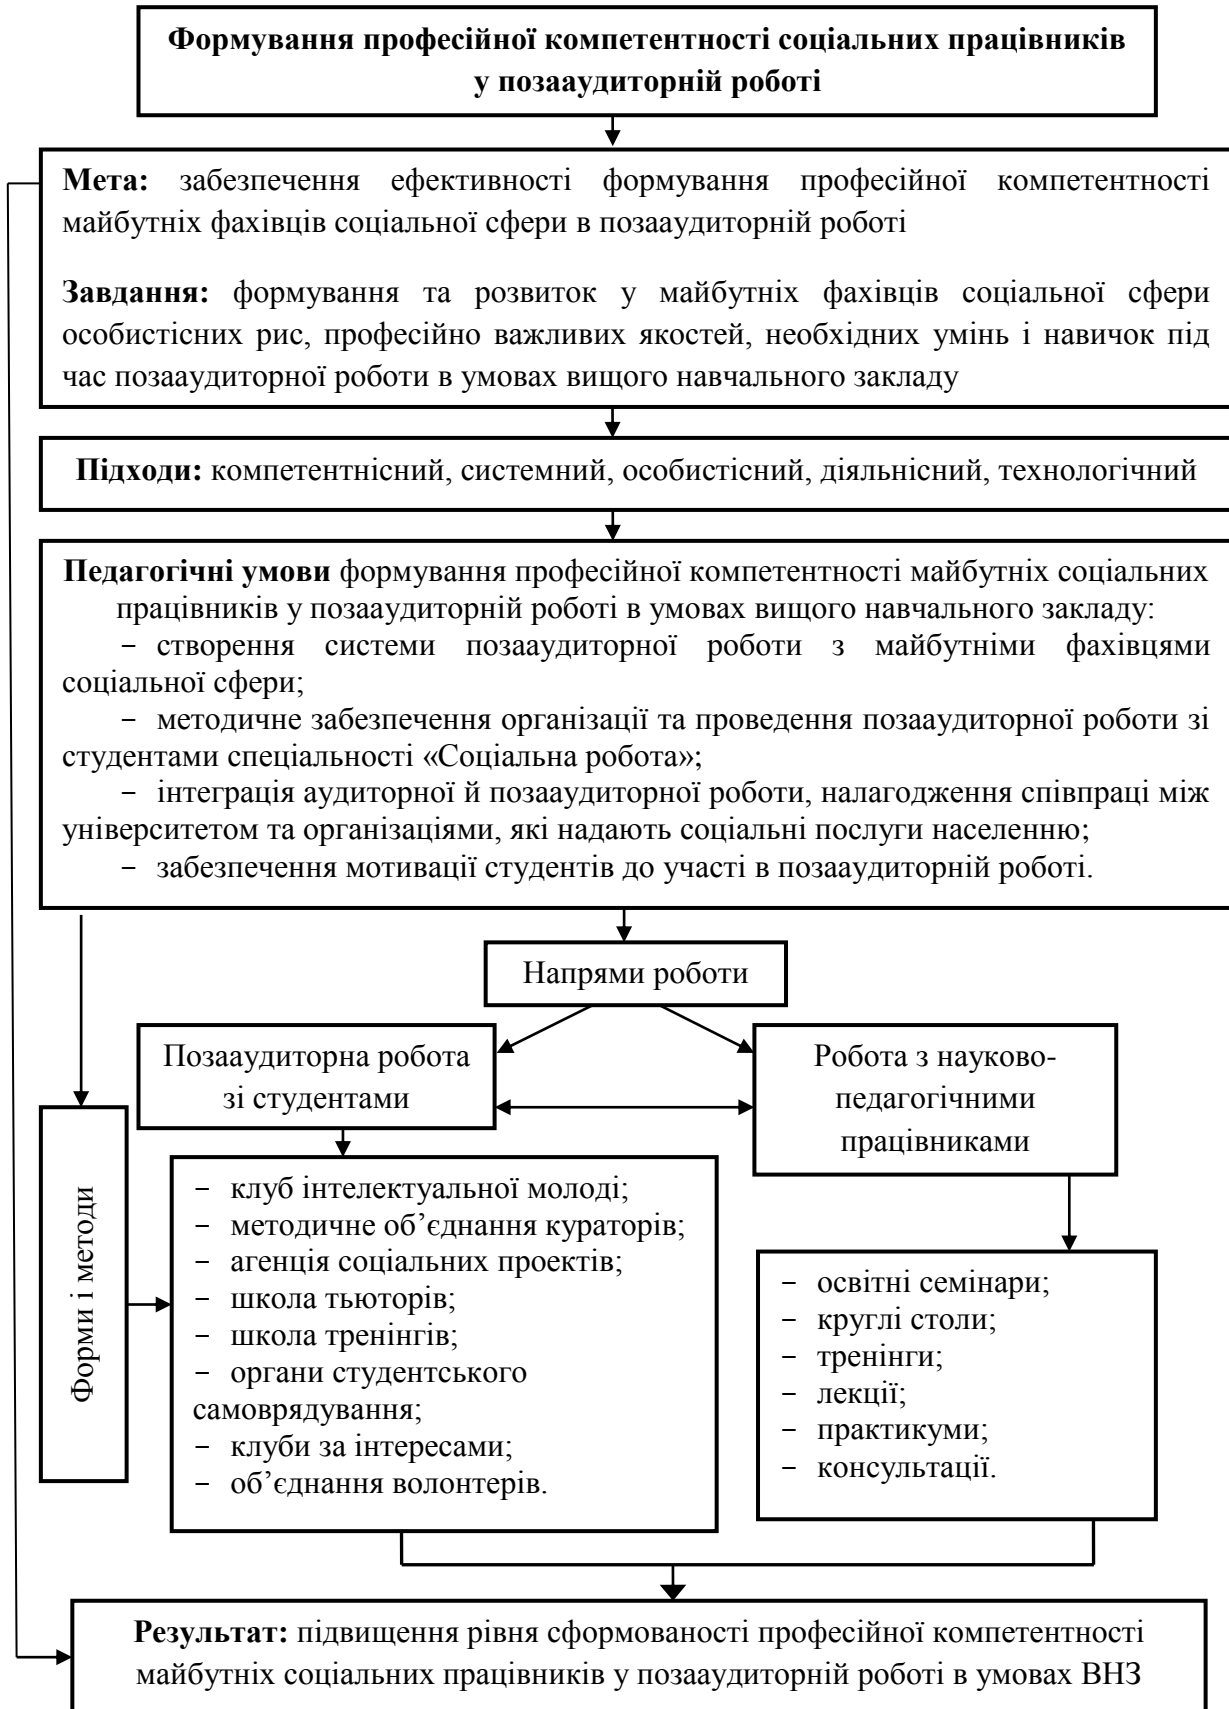 Формування професійної компетентності соціальних працівників
у позааудиторній роботі
Мета: забезпечення ефективності формування професійної компетентності
майбутніх фахівців соціальної сфери в позааудиторній роботі
Завдання: формування та розвиток у майбутніх фахівців соціальної сфери
особистісних рис, професійно важливих якостей, необхідних умінь і навичок під
час позааудиторної роботи в умовах вищого навчального закладу
Підходи: компетентнісний, системний, особистісний, діяльнісний, технологічний
Педагогічні умови формування професійної компетентності майбутніх соціальних
працівників у позааудиторній роботі в умовах вищого навчального закладу:
− створення системи позааудиторної роботи з майбутніми фахівцями
соціальної сфери;
− методичне забезпечення організації та проведення позааудиторної роботи зі
студентами спеціальності «Соціальна робота»;
− інтеграція аудиторної й позааудиторної роботи, налагодження співпраці між
університетом та організаціями, які надають соціальні послуги населенню;
− забезпечення мотивації студентів до участі в позааудиторній роботі.
Напрями роботи
Позааудиторна робота
зі студентами
Робота з науково-
педагогічними
працівниками
Форми і методи
− клуб інтелектуальної молоді;
− методичне об’єднання кураторів;
− агенція соціальних проектів;
− школа тьюторів;
− школа тренінгів;
− органи студентського
самоврядування;
− клуби за інтересами;
− об’єднання волонтерів.
− освітні семінари;
− круглі столи;
− тренінги;
− лекції;
− практикуми;
− консультації.
Результат: підвищення рівня сформованості професійної компетентності
майбутніх соціальних працівників у позааудиторній роботі в умовах ВНЗ